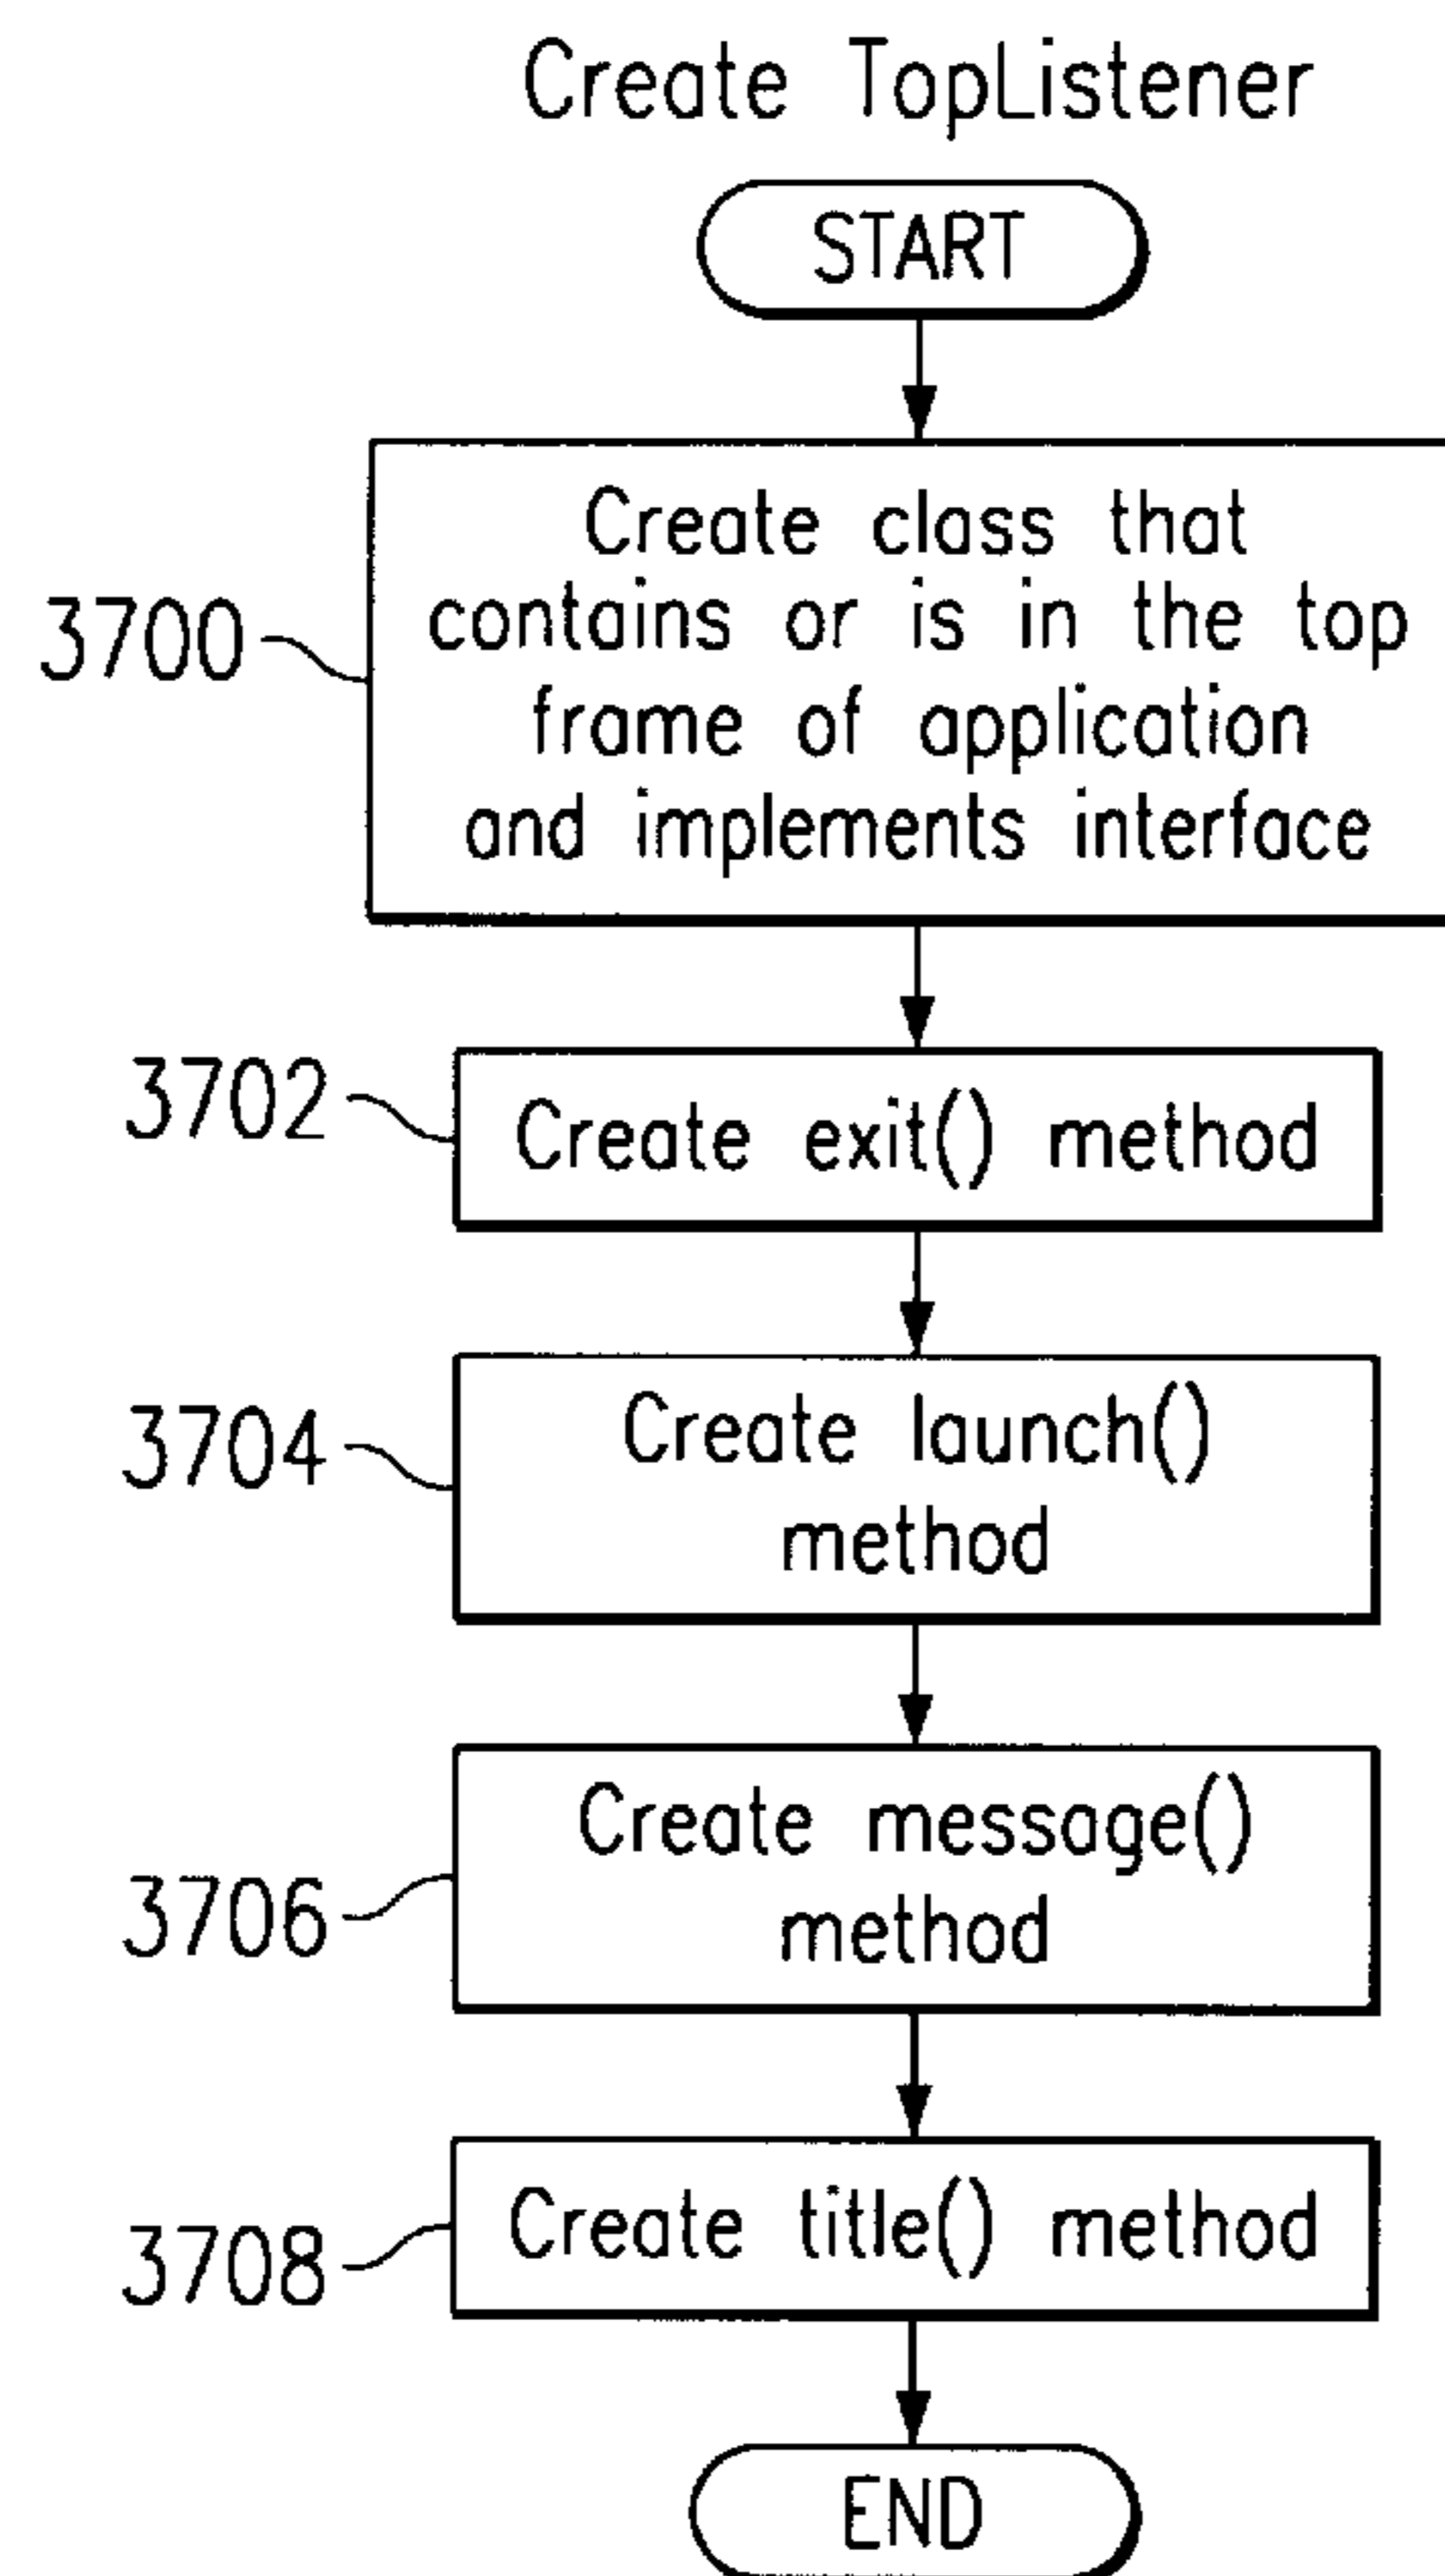 Create TopListener
START
3700
Create class that
contains or is in the top
frame of application
and implements interface
3702
Create exit() method
3704
Create launch()
method
3706
Create message()
method
3708
Create title() method
END